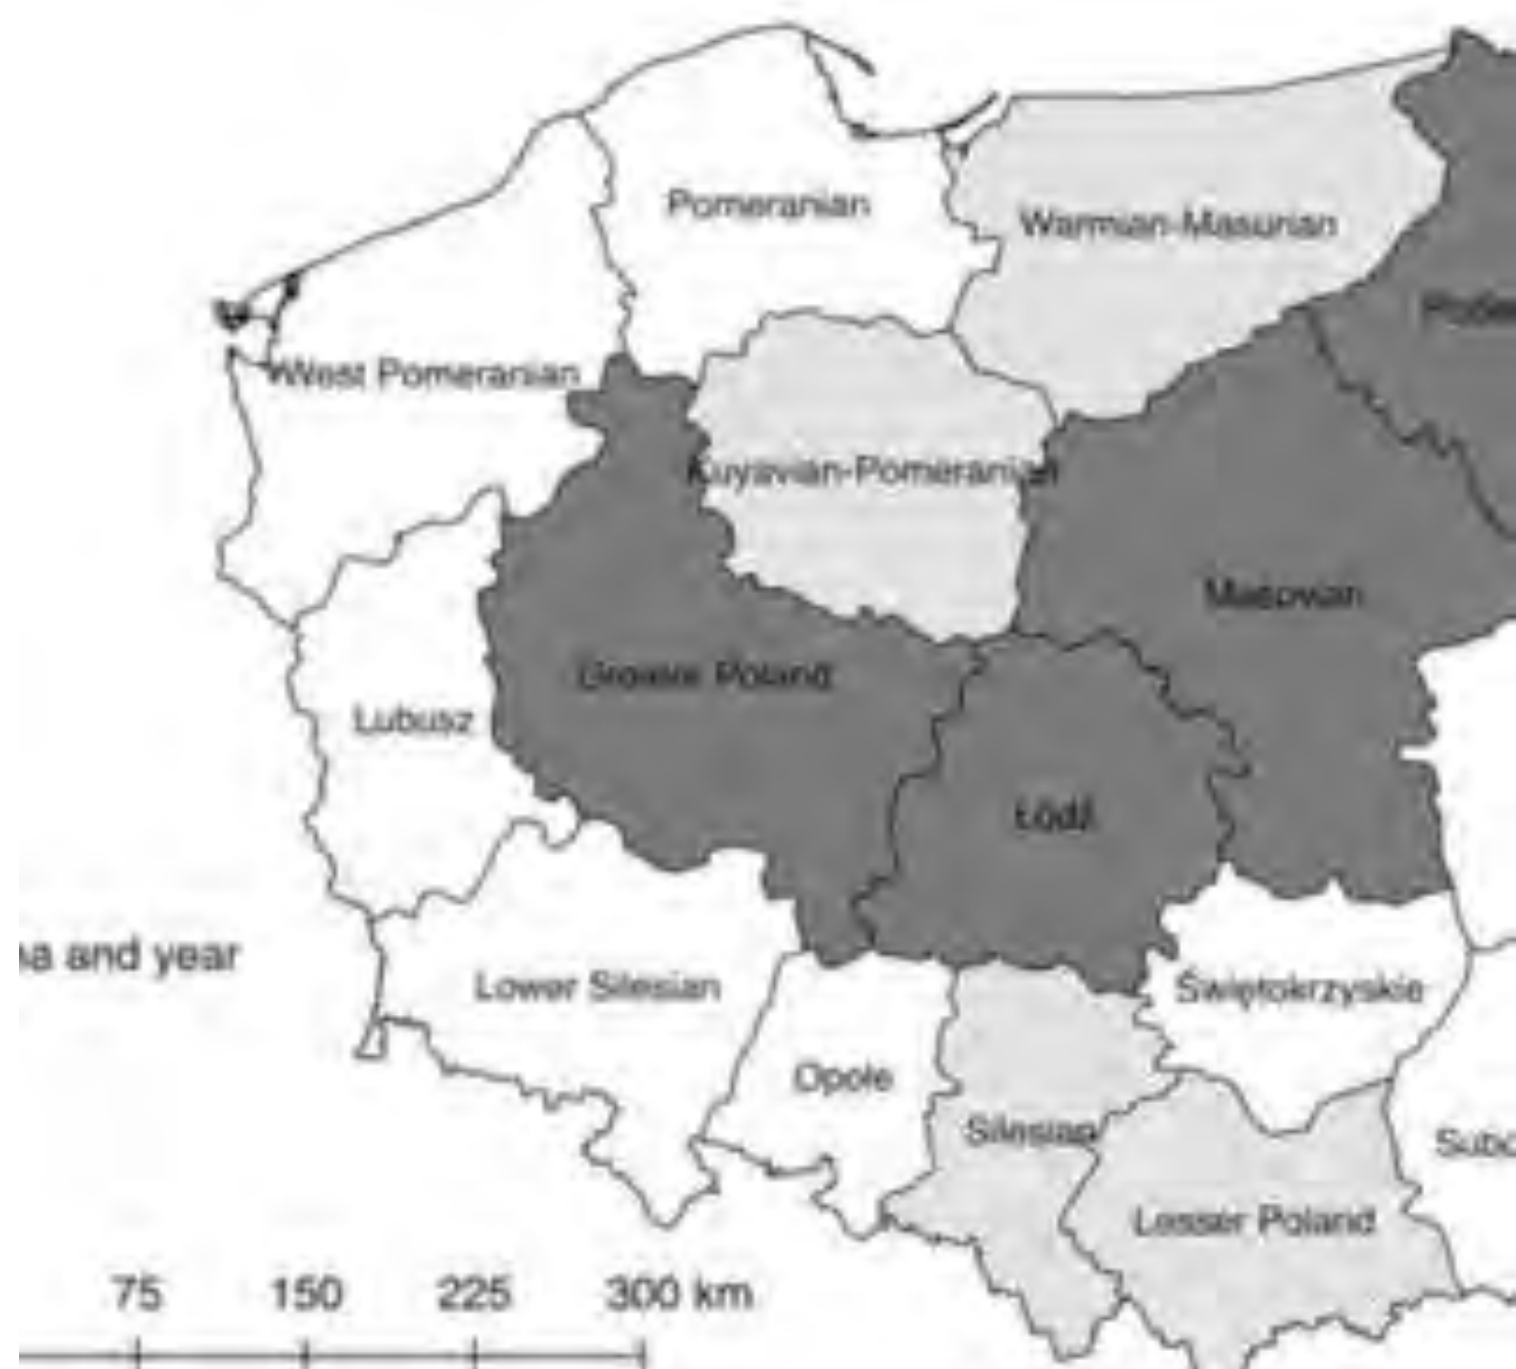 Pomeranian
Warmian-Masurian
West Pomeranian
Kuyavian-Pomeranian
Masovian
Greater Poland
Lubusz
Łódź
and year
Lower Silesian
Świętokrzyskie
Opole
Silesian
Lesser Poland
75 150 225 300 km